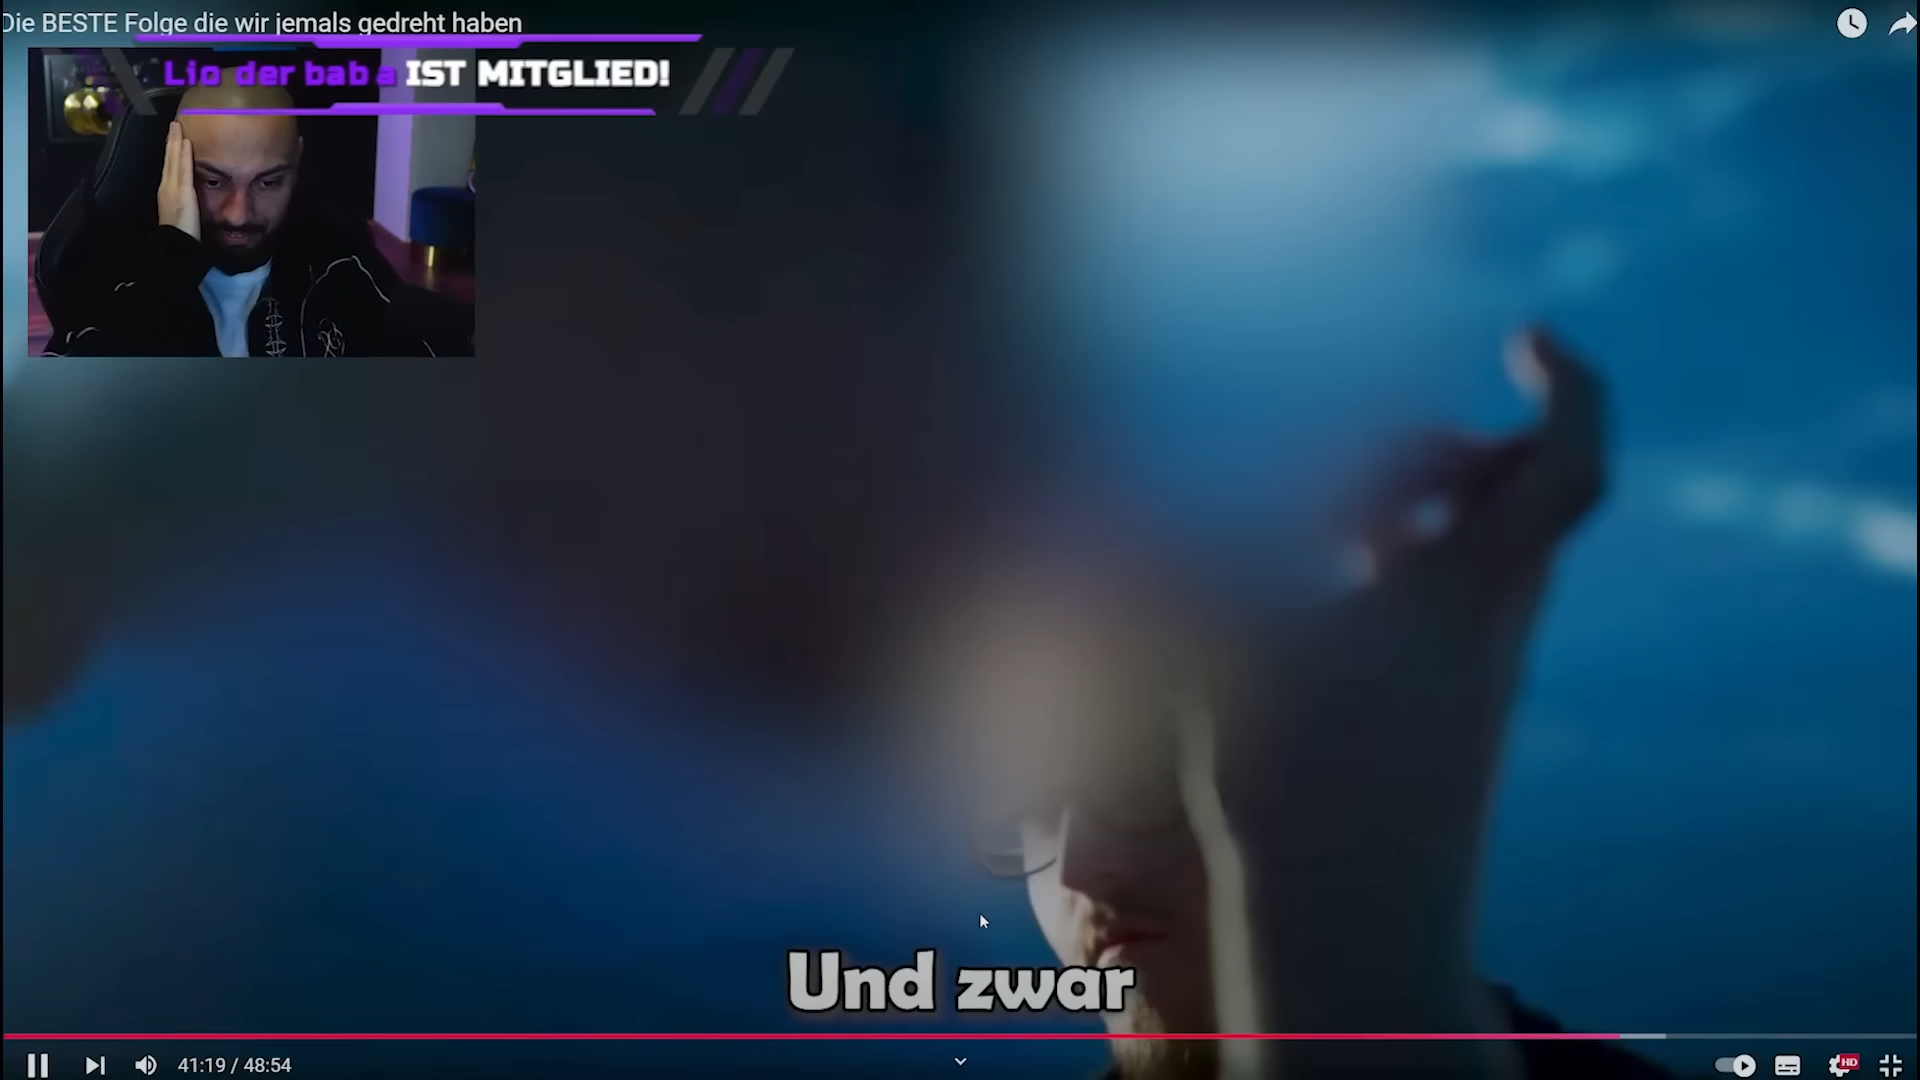 Die BESTE Folge die wir jemals gedreht haben
Lio der baba IST MITGLIED!
Und zwar
41:19 / 48:54
HD